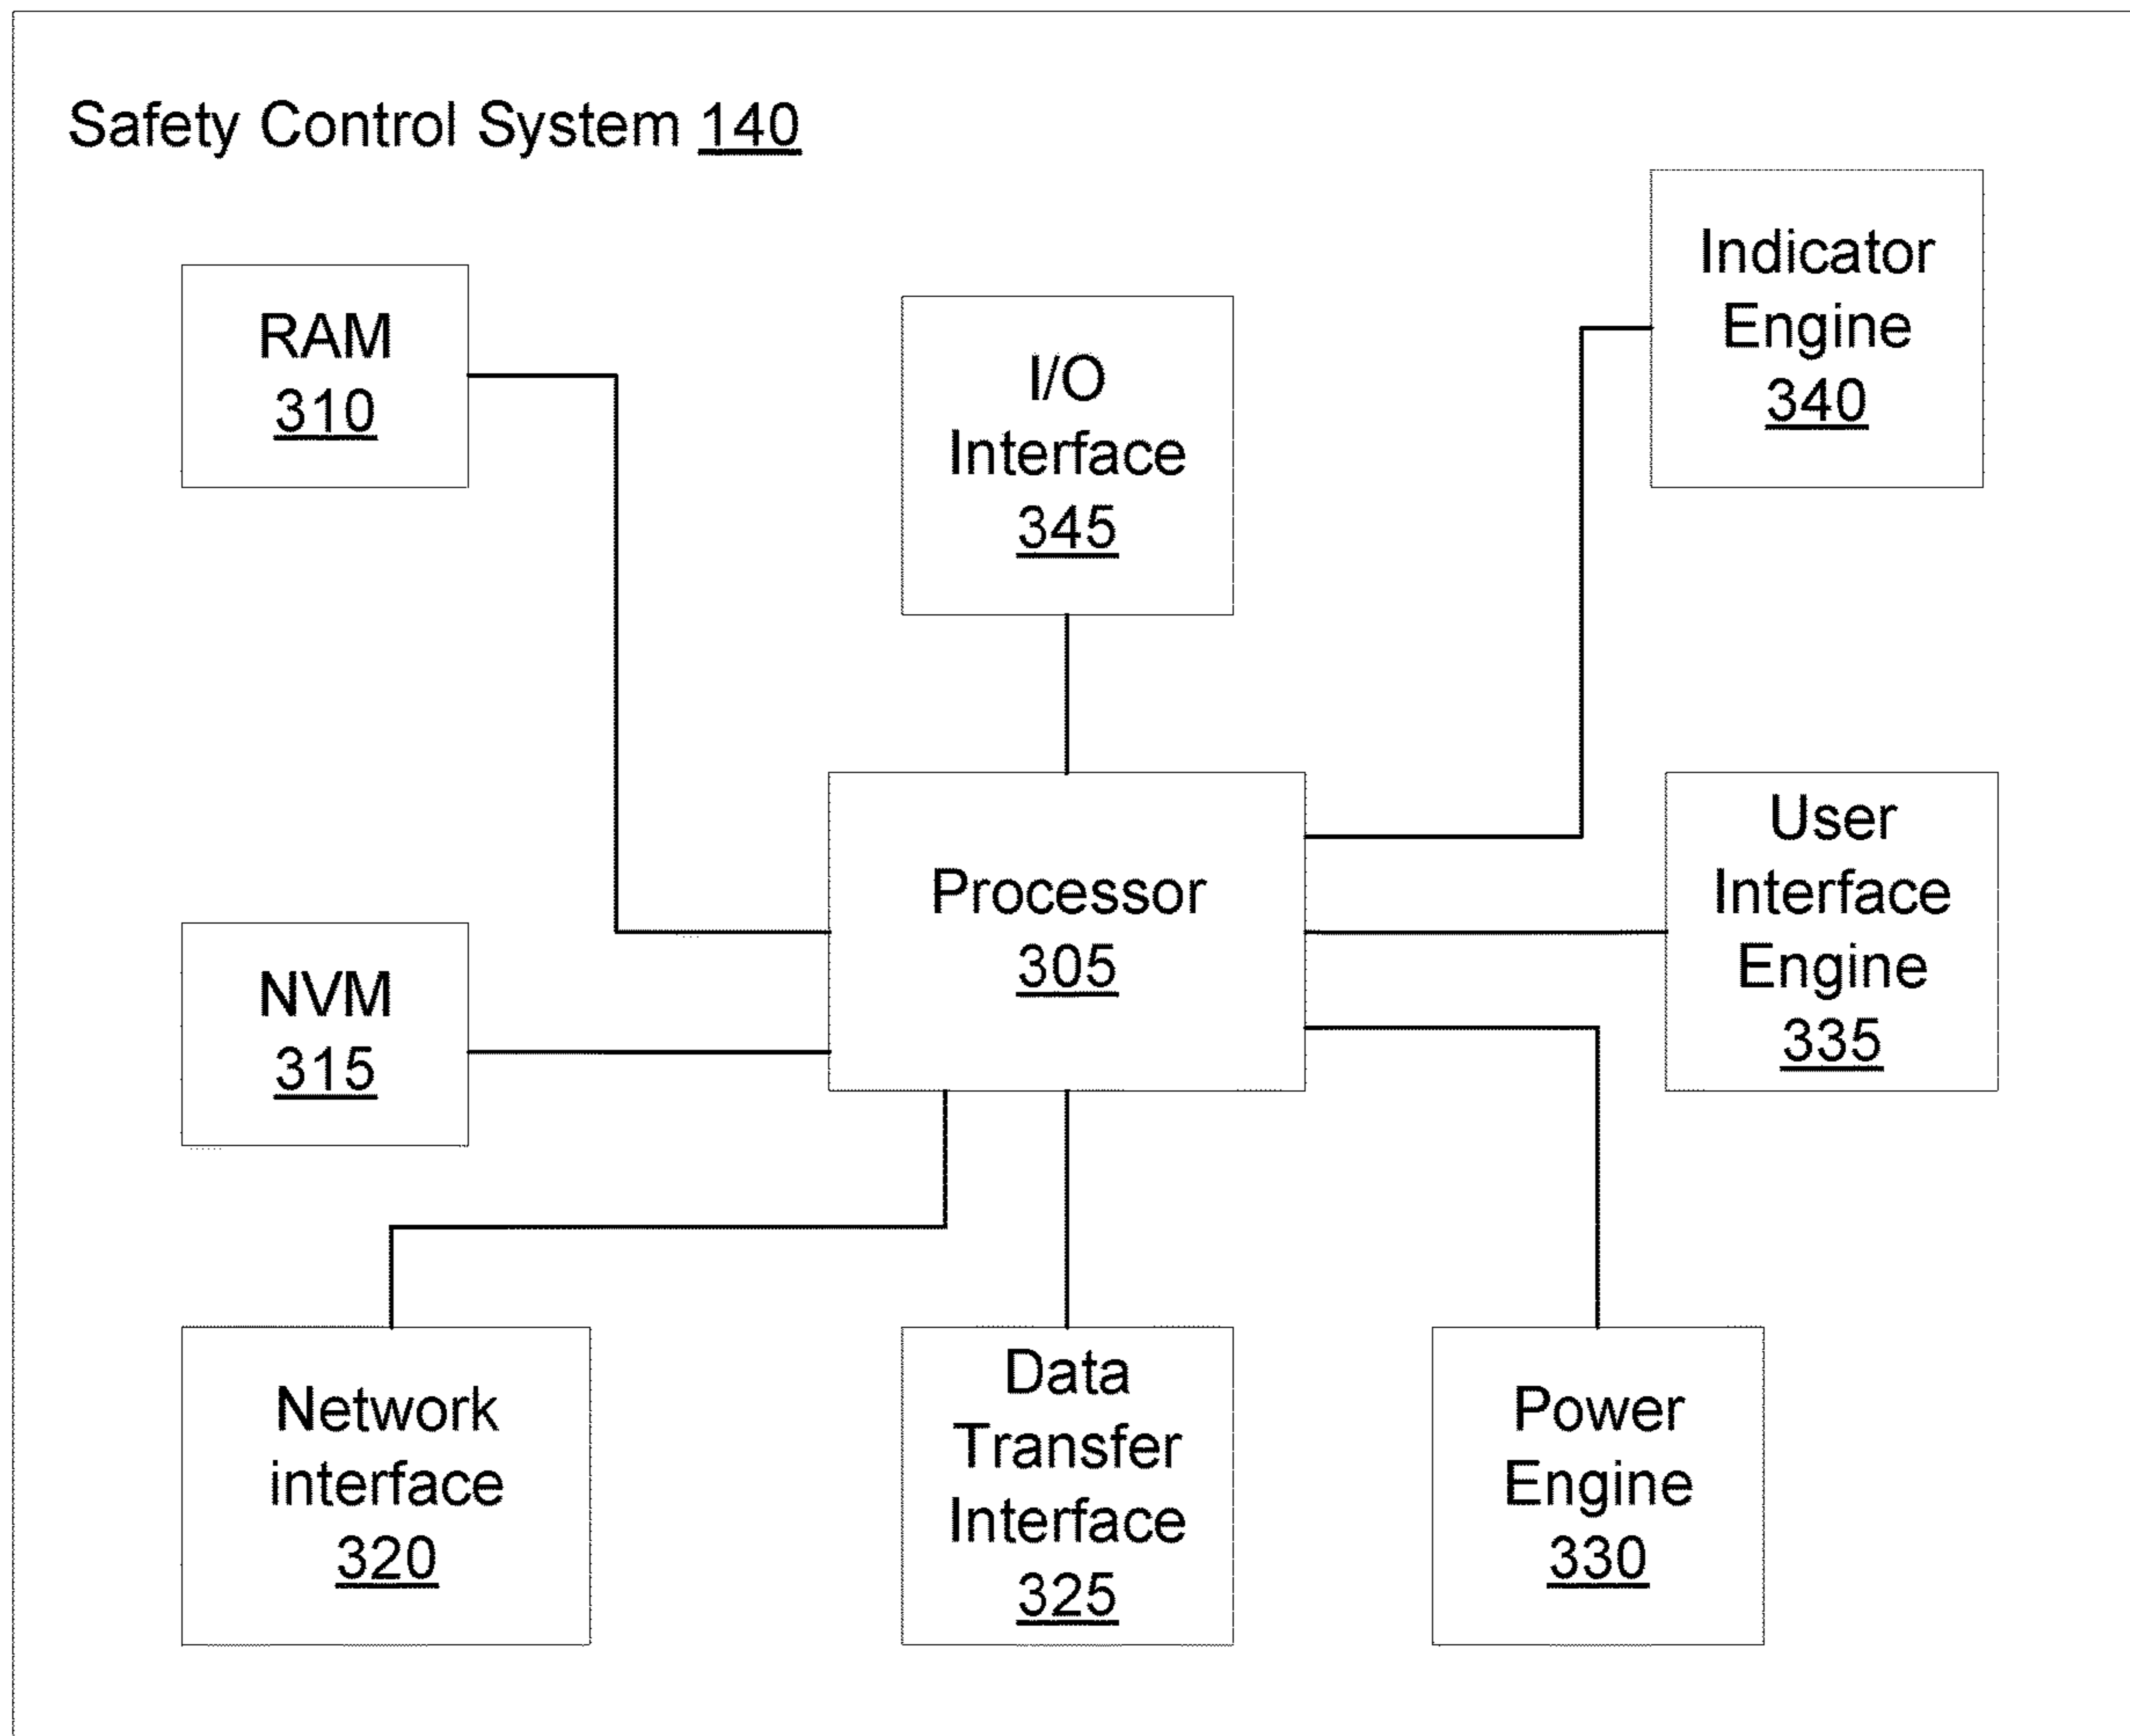 Safety Control System 140
RAM
310
I/O
Interface
345
Indicator
Engine
340
Processor
305
User
Interface
Engine
335
NVM
315
Network
interface
320
Data
Transfer
Interface
325
Power
Engine
330